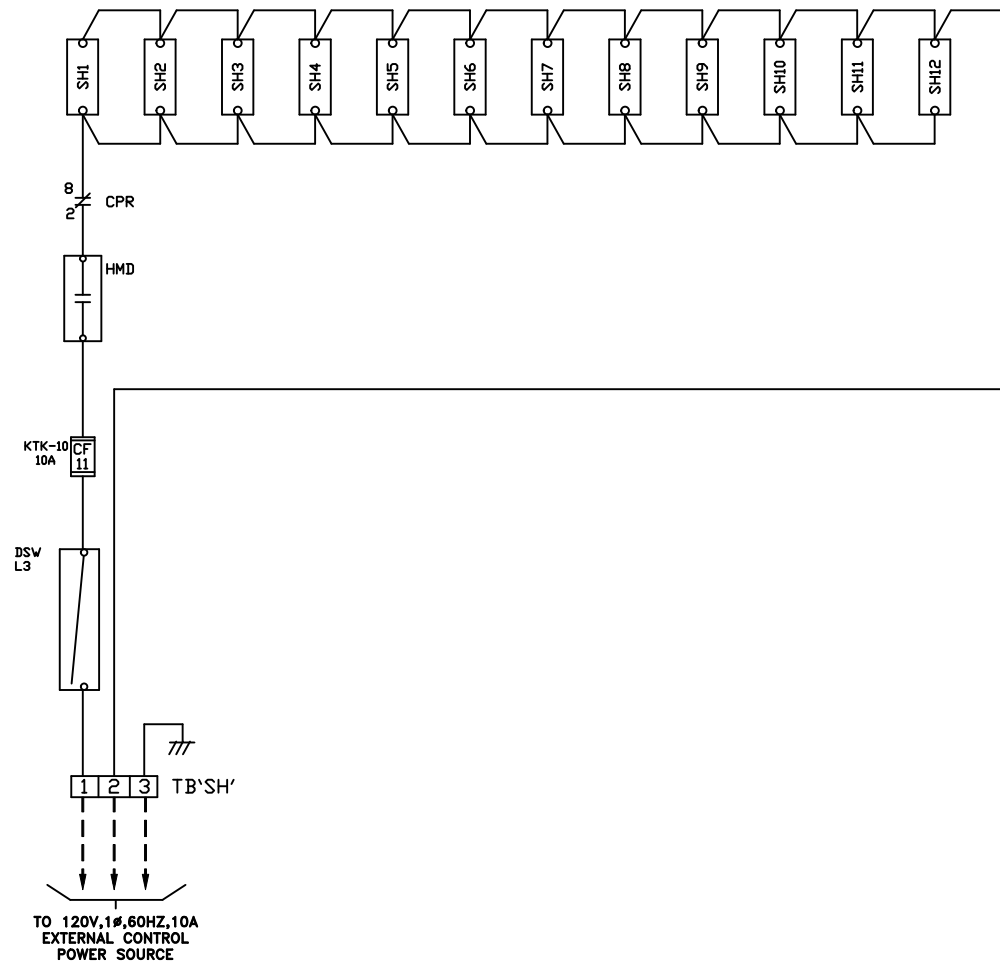 SH1
SH2
SH3
SH4
SH5
SH6
SH7
SH8
SH9
SH10
SH11
SH12
8
2
CPR
HMD
KTK-10
10A
CF
11
DSW
L3
1 2 3 TB'SH'
TO 120V,1ø,60HZ,10A
EXTERNAL CONTROL
POWER SOURCE